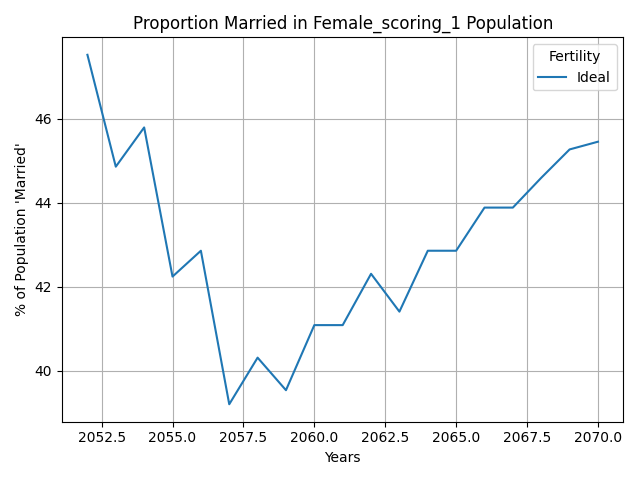 Proportion Married in Female_scoring_1 Population
Fertility
Ideal
% of Population 'Married'
46
44
42
40
2052.5 2055.0 2057.5 2060.0 2062.5 2065.0 2067.5 2070.0
Years